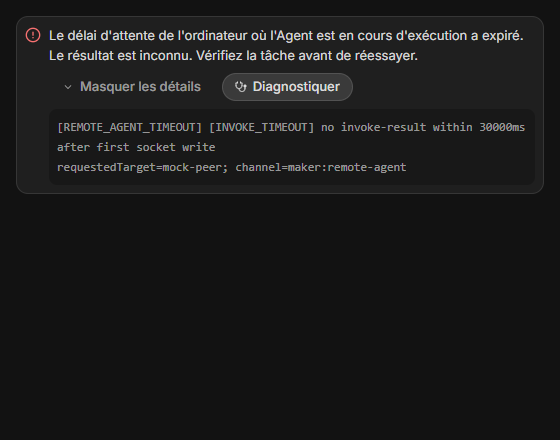 Le délai d'attente de l'ordinateur où l'Agent est en cours d'exécution a expiré.
Le résultat est inconnu. Vérifiez la tâche avant de réessayer.
Masquer les détails
Diagnostiquer
[REMOTE_AGENT_TIMEOUT] [INVOKE_TIMEOUT] no invoke-result within 30000ms
after first socket write
requestedTarget=mock-peer; channel=maker:remote-agent